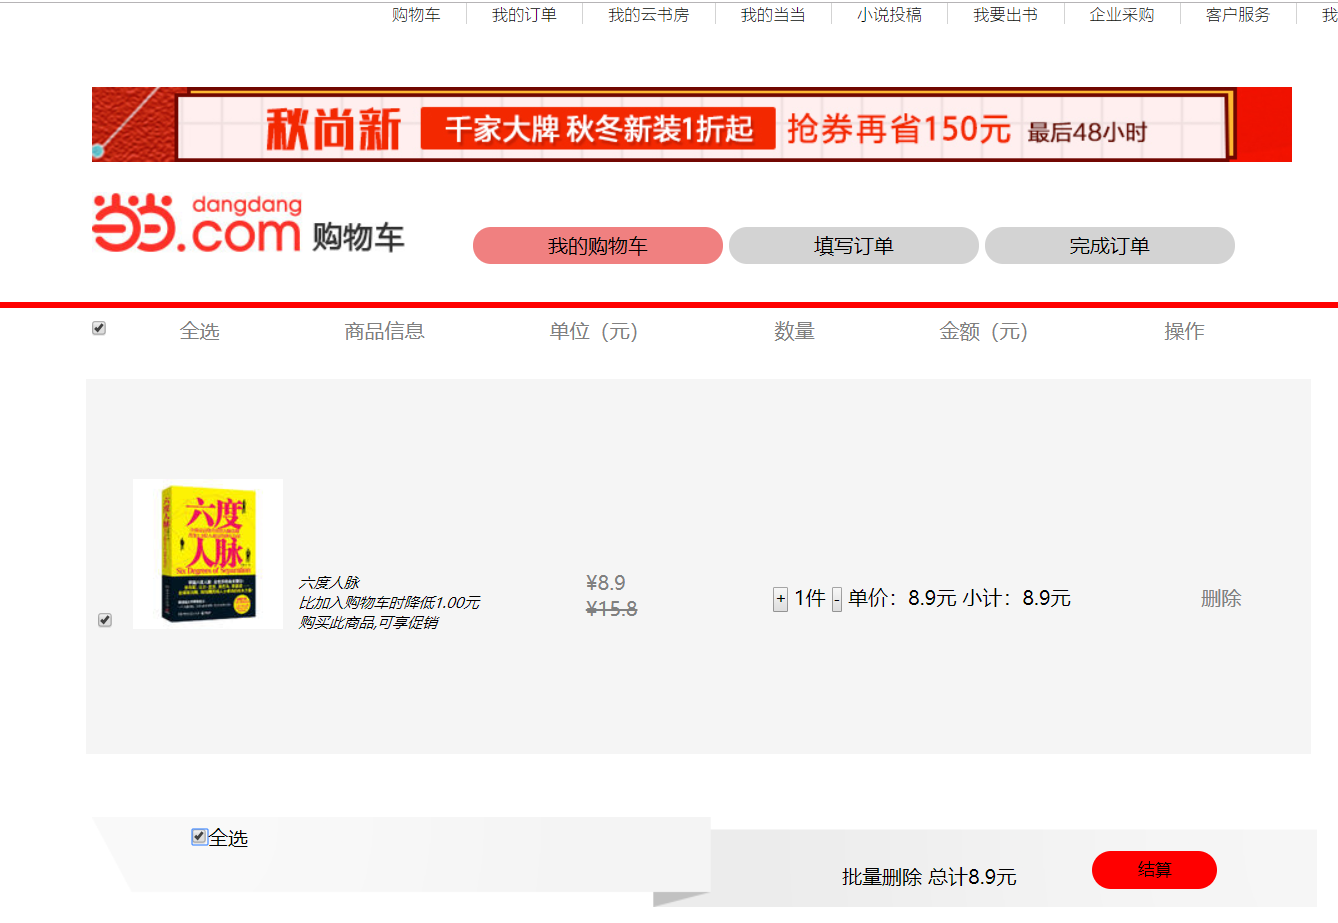 购物车 我的订单 我的云书房 我的当当 小说投稿 我要出书 企业采购 客户服务 我
秋尚新 千家大牌 秋冬新装1折起 抢券再省150元 最后48小时
dangdang
当当.com 购物车
我的购物车 填写订单 完成订单
全选 商品信息 单位（元） 数量 金额（元） 操作
六度
人脉
Six Degrees of Separation
六度人脉
比加入购物车时降低1.00元
购买此商品,可享促销
¥8.9
¥15.8
+ 1件 - 单价：8.9元 小计：8.9元
删除
全选
批量删除 总计8.9元
结算